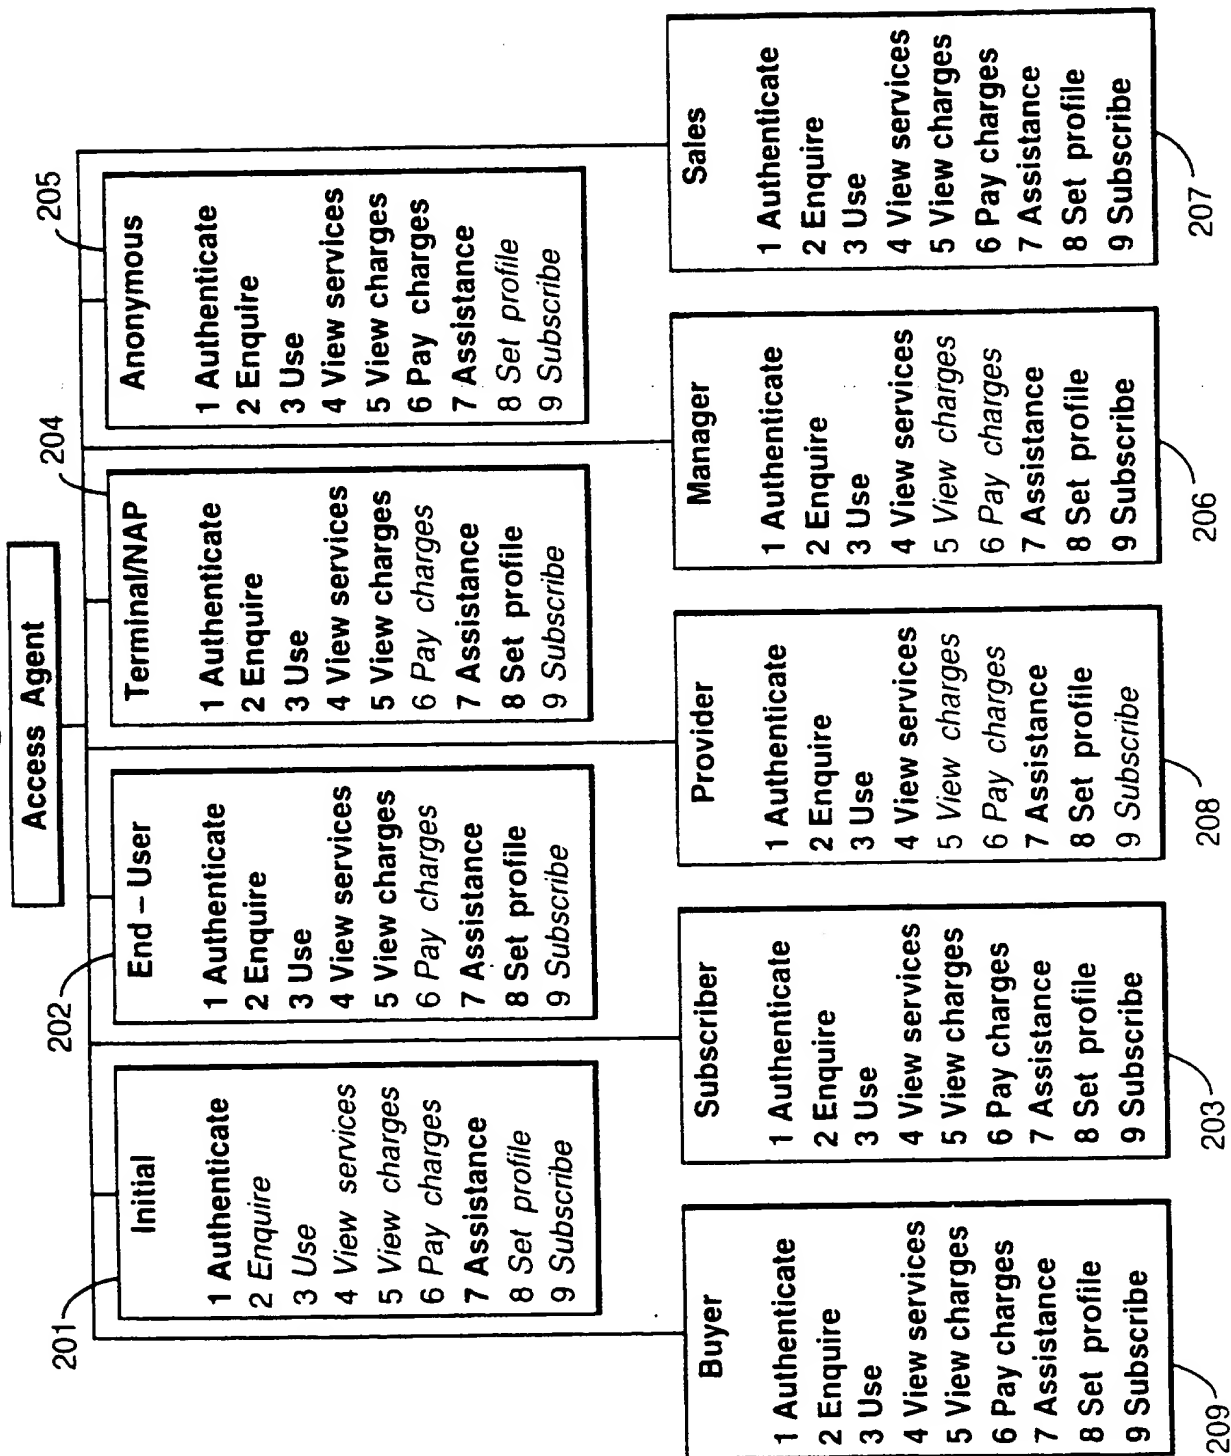 Access Agent
201
Initial
1 Authenticate
2 Enquire
3 Use
4 View services
5 View charges
6 Pay charges
7 Assistance
8 Set profile
9 Subscribe
202
End – User
1 Authenticate
2 Enquire
3 Use
4 View services
5 View charges
6 Pay charges
7 Assistance
8 Set profile
9 Subscribe
204
Terminal/NAP
1 Authenticate
2 Enquire
3 Use
4 View services
5 View charges
6 Pay charges
7 Assistance
8 Set profile
9 Subscribe
205
Anonymous
1 Authenticate
2 Enquire
3 Use
4 View services
5 View charges
6 Pay charges
7 Assistance
8 Set profile
9 Subscribe
Buyer
1 Authenticate
2 Enquire
3 Use
4 View services
5 View charges
6 Pay charges
7 Assistance
8 Set profile
9 Subscribe
209
Subscriber
1 Authenticate
2 Enquire
3 Use
4 View services
5 View charges
6 Pay charges
7 Assistance
8 Set profile
9 Subscribe
203
Provider
1 Authenticate
2 Enquire
3 Use
4 View services
5 View charges
6 Pay charges
7 Assistance
8 Set profile
9 Subscribe
208
Manager
1 Authenticate
2 Enquire
3 Use
4 View services
5 View charges
6 Pay charges
7 Assistance
8 Set profile
9 Subscribe
206
Sales
1 Authenticate
2 Enquire
3 Use
4 View services
5 View charges
6 Pay charges
7 Assistance
8 Set profile
9 Subscribe
207